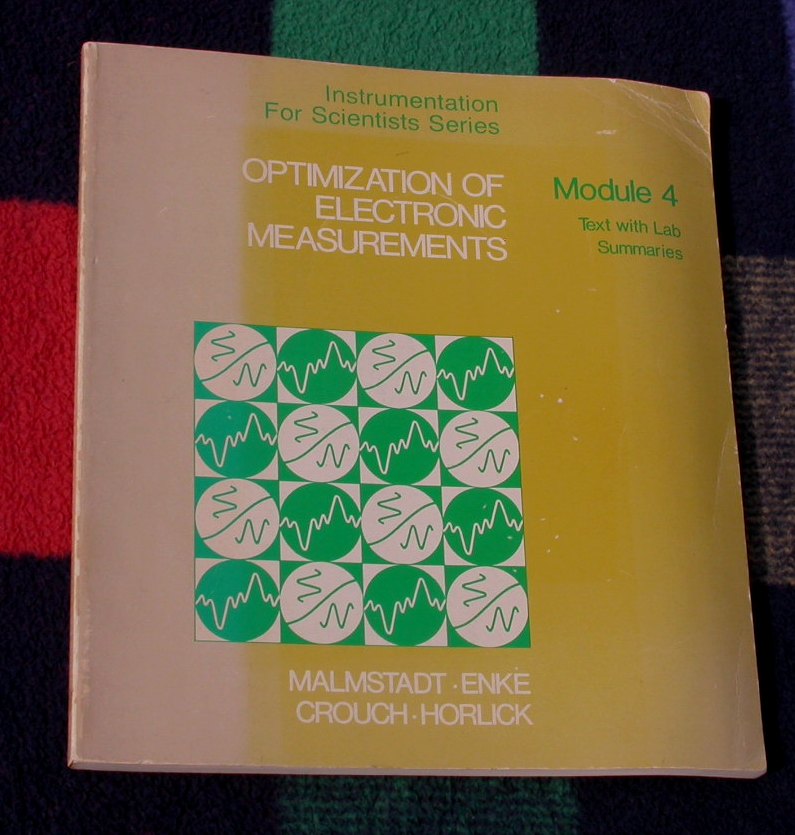 Instrumentation
For Scientists Series
OPTIMIZATION OF
ELECTRONIC
MEASUREMENTS
Module 4
Text with Lab
Summaries
MALMSTADT · ENKE
CROUCH · HORLICK